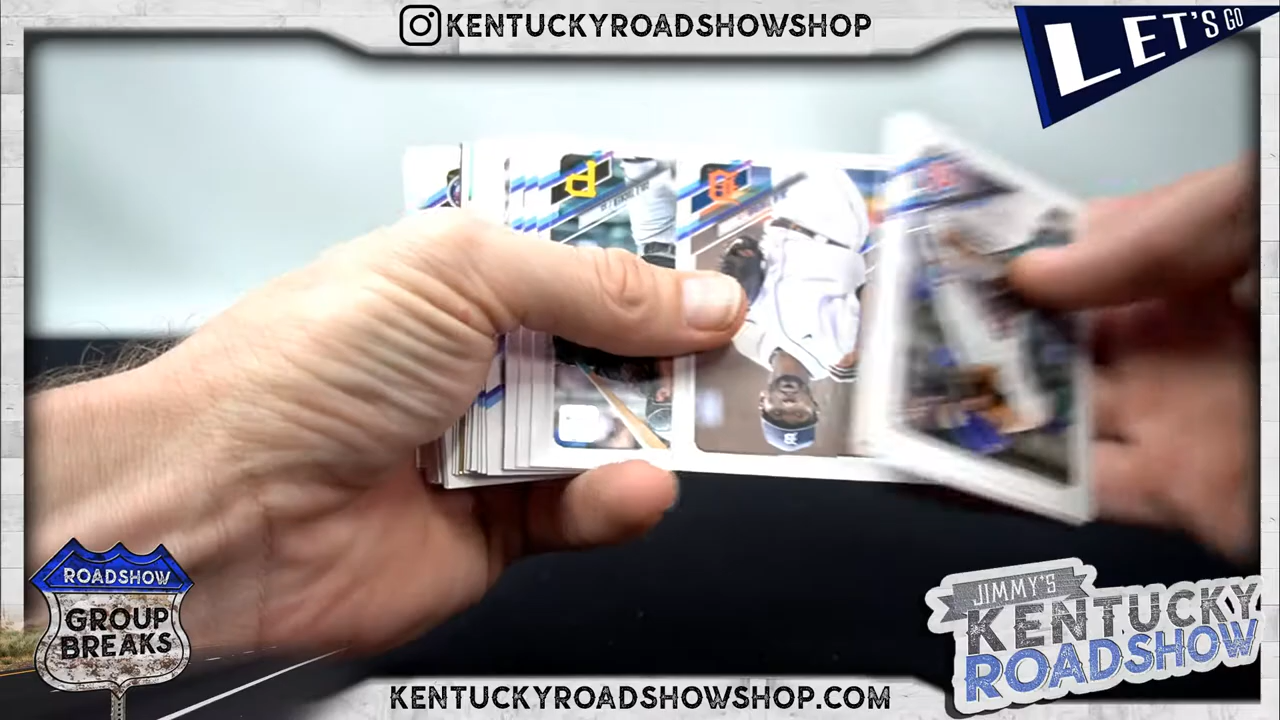 KENTUCKYROADSHOWSHOP
LET'S GO
P
ROADSHOW
GROUP
BREAKS
JIMMY'S
KENTUCKY
ROADSHOW
KENTUCKYROADSHOWSHOP.COM